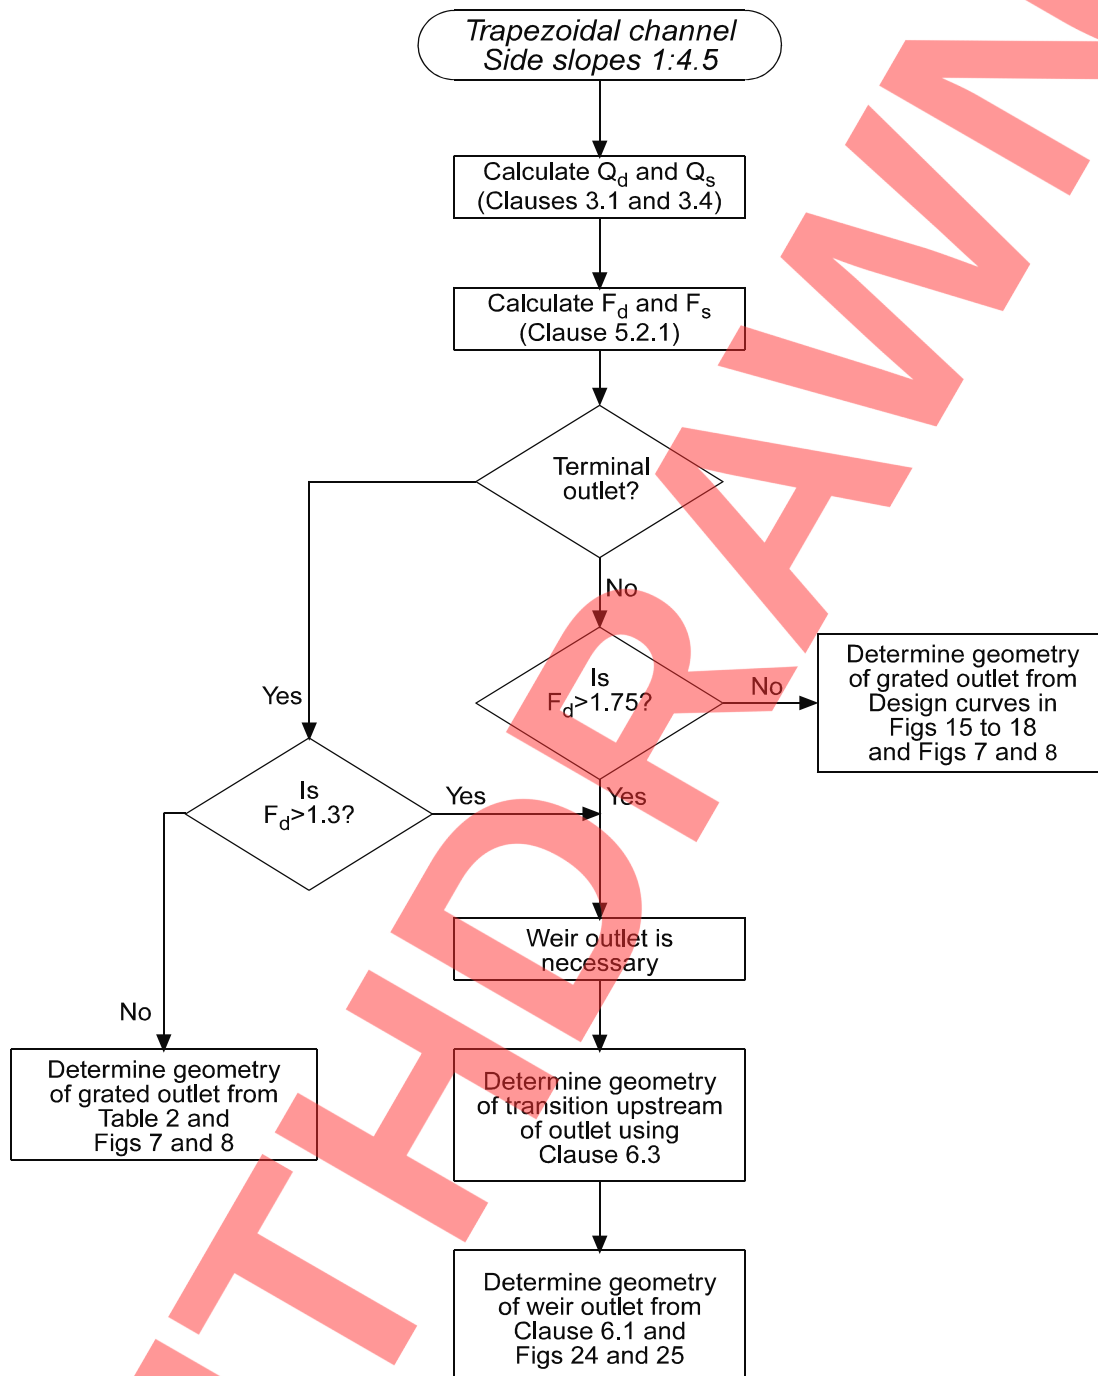 Trapezoidal channel
Side slopes 1:4.5
Calculate Qd and Qs
(Clauses 3.1 and 3.4)
Calculate Fd and Fs
(Clause 5.2.1)
Terminal
outlet?
No
Yes
Is
Fd>1.75?
No
Determine geometry
of grated outlet from
Design curves in
Figs 15 to 18
and Figs 7 and 8
Is
Fd>1.3?
Yes
Yes
Weir outlet is
necessary
No
Determine geometry
of grated outlet from
Table 2 and
Figs 7 and 8
Determine geometry
of transition upstream
of outlet using
Clause 6.3
Determine geometry
of weir outlet from
Clause 6.1 and
Figs 24 and 25
THDRAWN